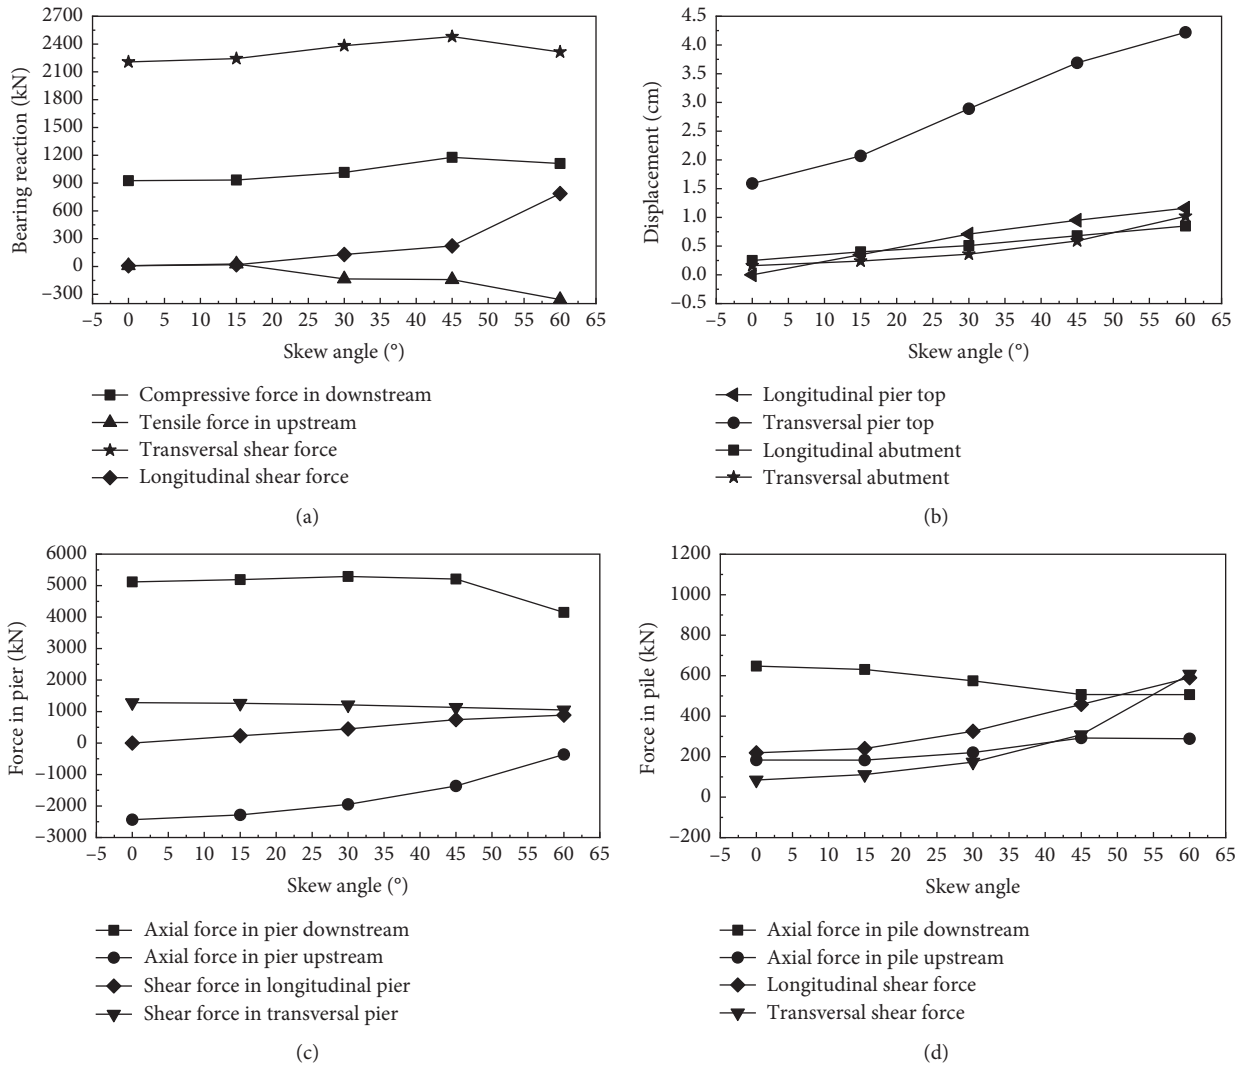 2700
2400
2100
1800
1500
1200
900
600
300
0
–300
Bearing reaction (kN)
–5 0 5 10 15 20 25 30 35 40 45 50 55 60 65
Skew angle (°)
Compressive force in downstream
Tensile force in upstream
Transversal shear force
Longitudinal shear force
(a)
4.5
4.0
3.5
3.0
2.5
2.0
1.5
1.0
0.5
0.0
–0.5
Displacement (cm)
–5 0 5 10 15 20 25 30 35 40 45 50 55 60 65
Skew angle (°)
Longitudinal pier top
Transversal pier top
Longitudinal abutment
Transversal abutment
(b)
6000
5000
4000
3000
2000
1000
0
–1000
–2000
–3000
Force in pier (kN)
–5 0 5 10 15 20 25 30 35 40 45 50 55 60 65
Skew angle (°)
Axial force in pier downstream
Axial force in pier upstream
Shear force in longitudinal pier
Shear force in transversal pier
(c)
1200
1000
800
600
400
200
0
–200
Force in pile (kN)
–5 0 5 10 15 20 25 30 35 40 45 50 55 60 65
Skew angle
Axial force in pile downstream
Axial force in pile upstream
Longitudinal shear force
Transversal shear force
(d)